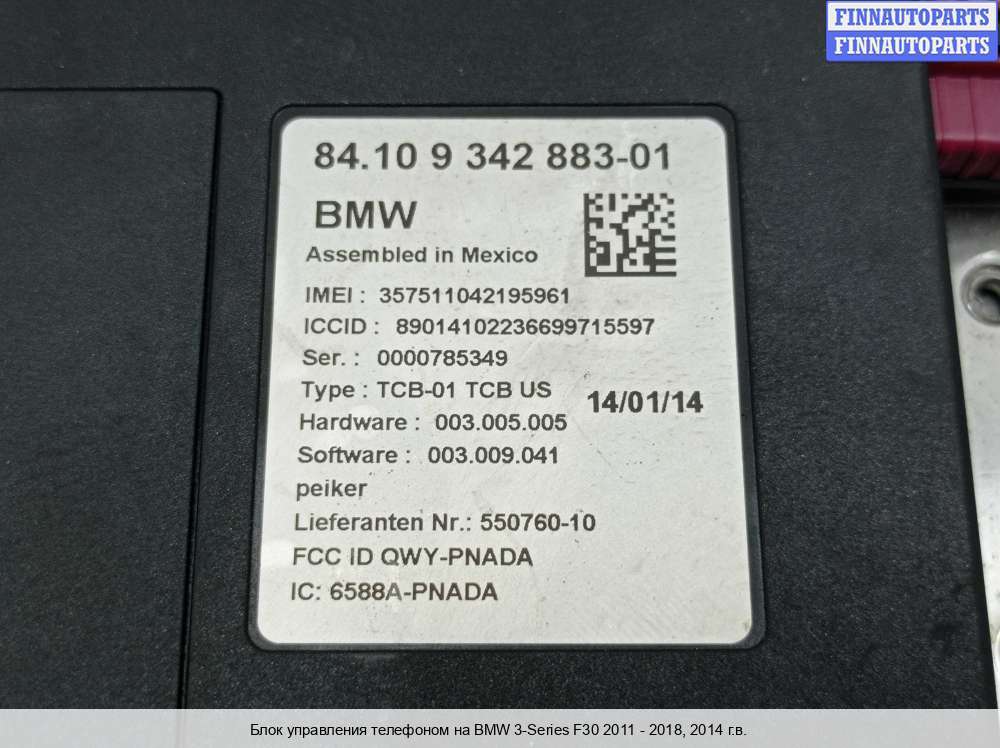 FINNAUTOPARTS
FINNAUTOPARTS
84.10 9 342 883-01
BMW
Assembled in Mexico
IMEI : 357511042195961
ICCID : 89014102236699715597
Ser. : 0000785349
Type : TCB-01 TCB US
14/01/14
Hardware : 003.005.005
Software : 003.009.041
peiker
Lieferanten Nr.: 550760-10
FCC ID QWY-PNADA
IC: 6588A-PNADA
Блок управления телефоном на BMW 3-Series F30 2011 - 2018, 2014 г.в.